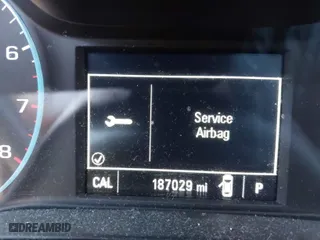 6
7
8
Service
Airbag
CAL 187029 mi P
DREAMBID